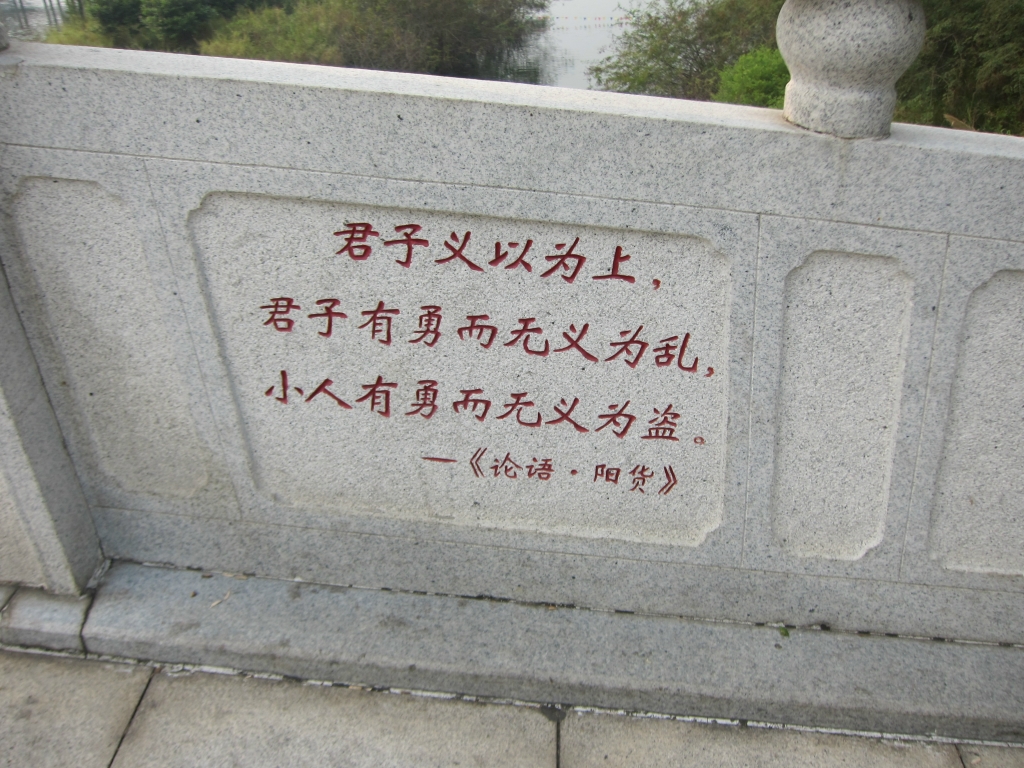 君子义以为上，
君子有勇而无义为乱，
小人有勇而无义为盗。
—《论语·阳货》